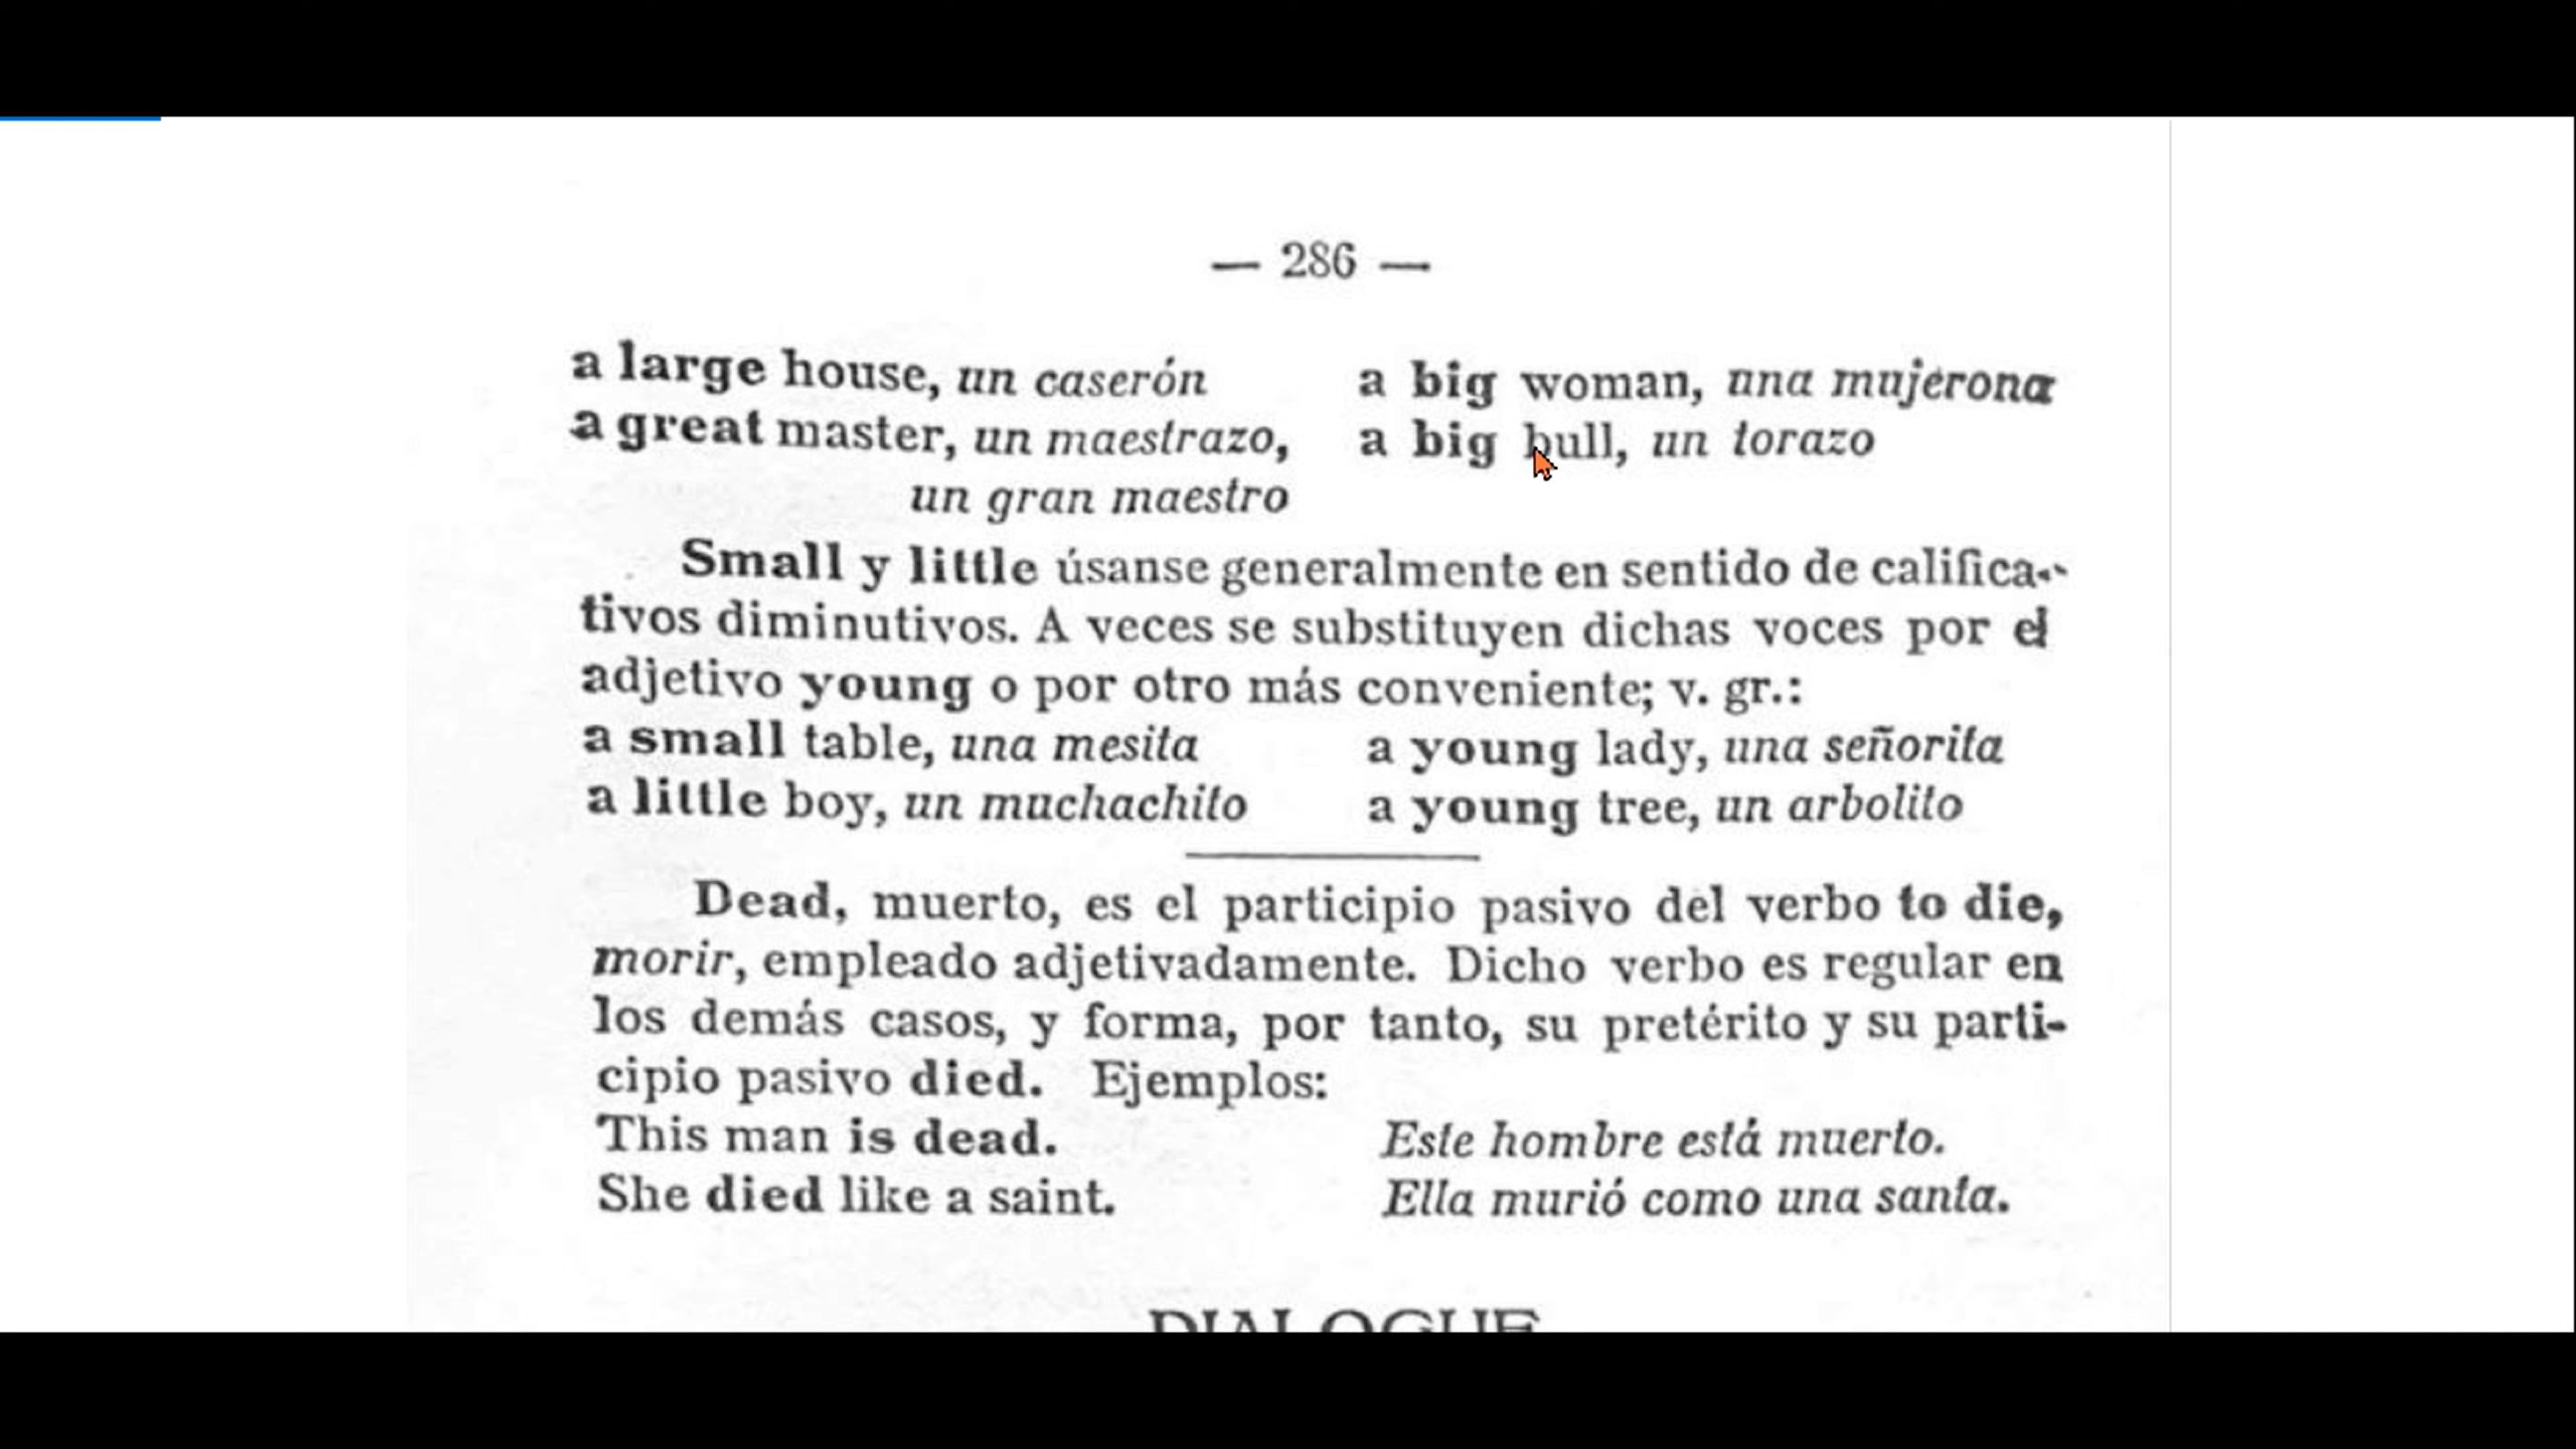 — 286 —
a large house, un caserón a big woman, una mujerona
a great master, un maestrazo, a big bull, un torazo
un gran maestro
Small y little úsanse generalmente en sentido de califica-
tivos diminutivos. A veces se substituyen dichas voces por el
adjetivo young o por otro más conveniente; v. gr.:
a small table, una mesita a young lady, una señorita
a little boy, un muchachito a young tree, un arbolito
Dead, muerto, es el participio pasivo del verbo to die,
morir, empleado adjetivadamente. Dicho verbo es regular en
los demás casos, y forma, por tanto, su pretérito y su parti-
cipio pasivo died. Ejemplos:
This man is dead. Este hombre está muerto.
She died like a saint. Ella murió como una santa.
DIALOGUE